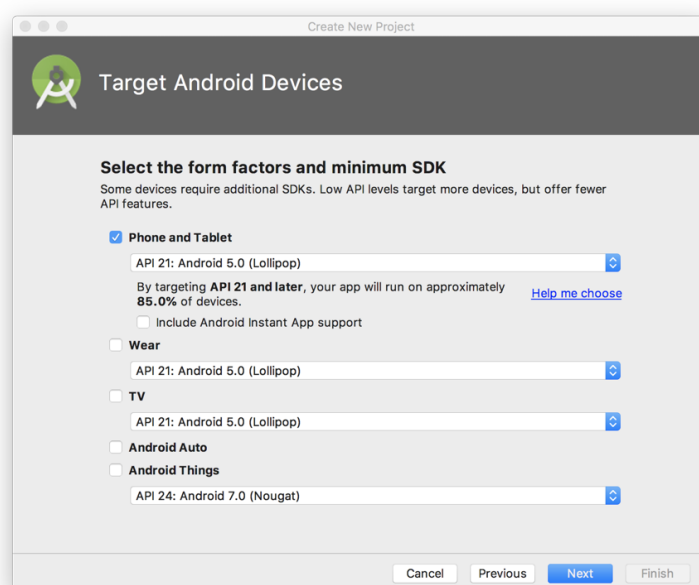 Create New Project
Target Android Devices
Select the form factors and minimum SDK
Some devices require additional SDKs. Low API levels target more devices, but offer fewer
API features.
Phone and Tablet
API 21: Android 5.0 (Lollipop)
By targeting API 21 and later, your app will run on approximately
85.0% of devices.
Help me choose
Include Android Instant App support
Wear
API 21: Android 5.0 (Lollipop)
TV
API 21: Android 5.0 (Lollipop)
Android Auto
Android Things
API 24: Android 7.0 (Nougat)
Cancel Previous Next Finish